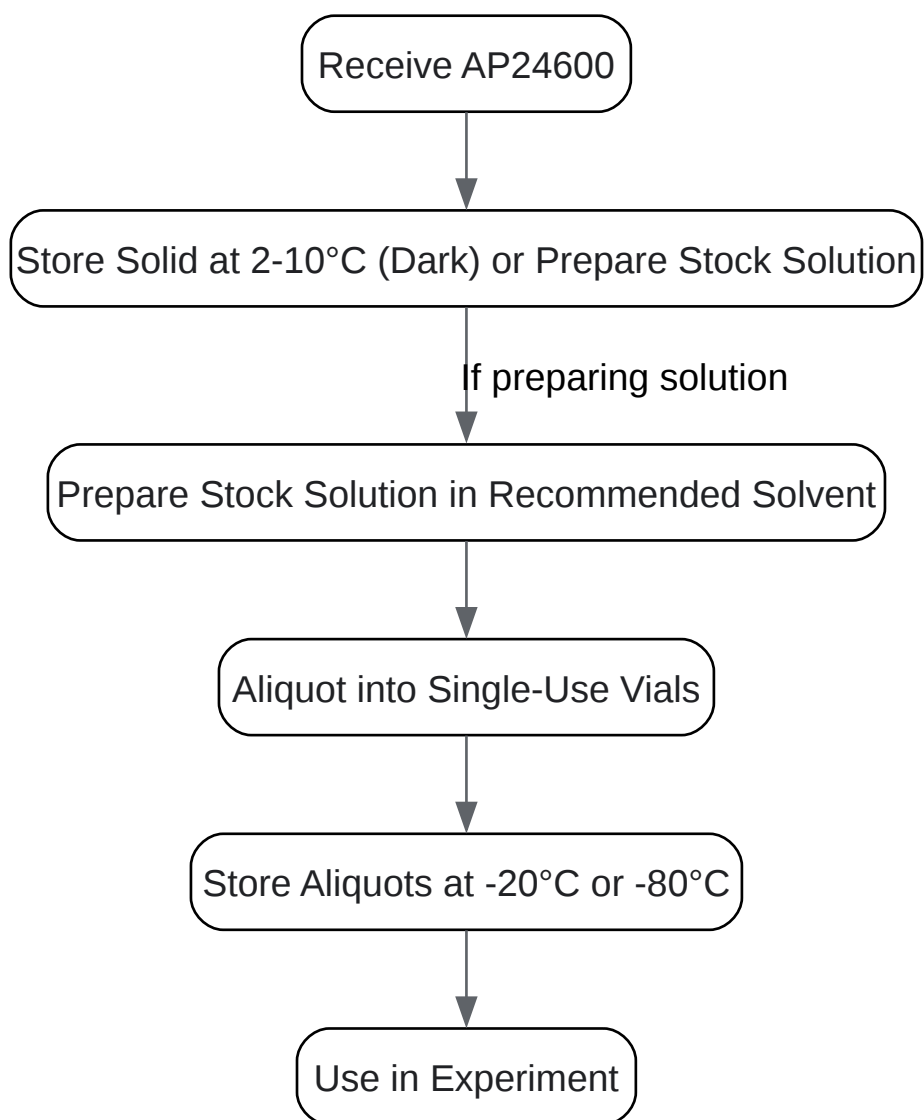 Receive AP24600
Store Solid at 2-10°C (Dark) or Prepare Stock Solution
If preparing solution
Prepare Stock Solution in Recommended Solvent
Aliquot into Single-Use Vials
Store Aliquots at -20°C or -80°C
Use in Experiment